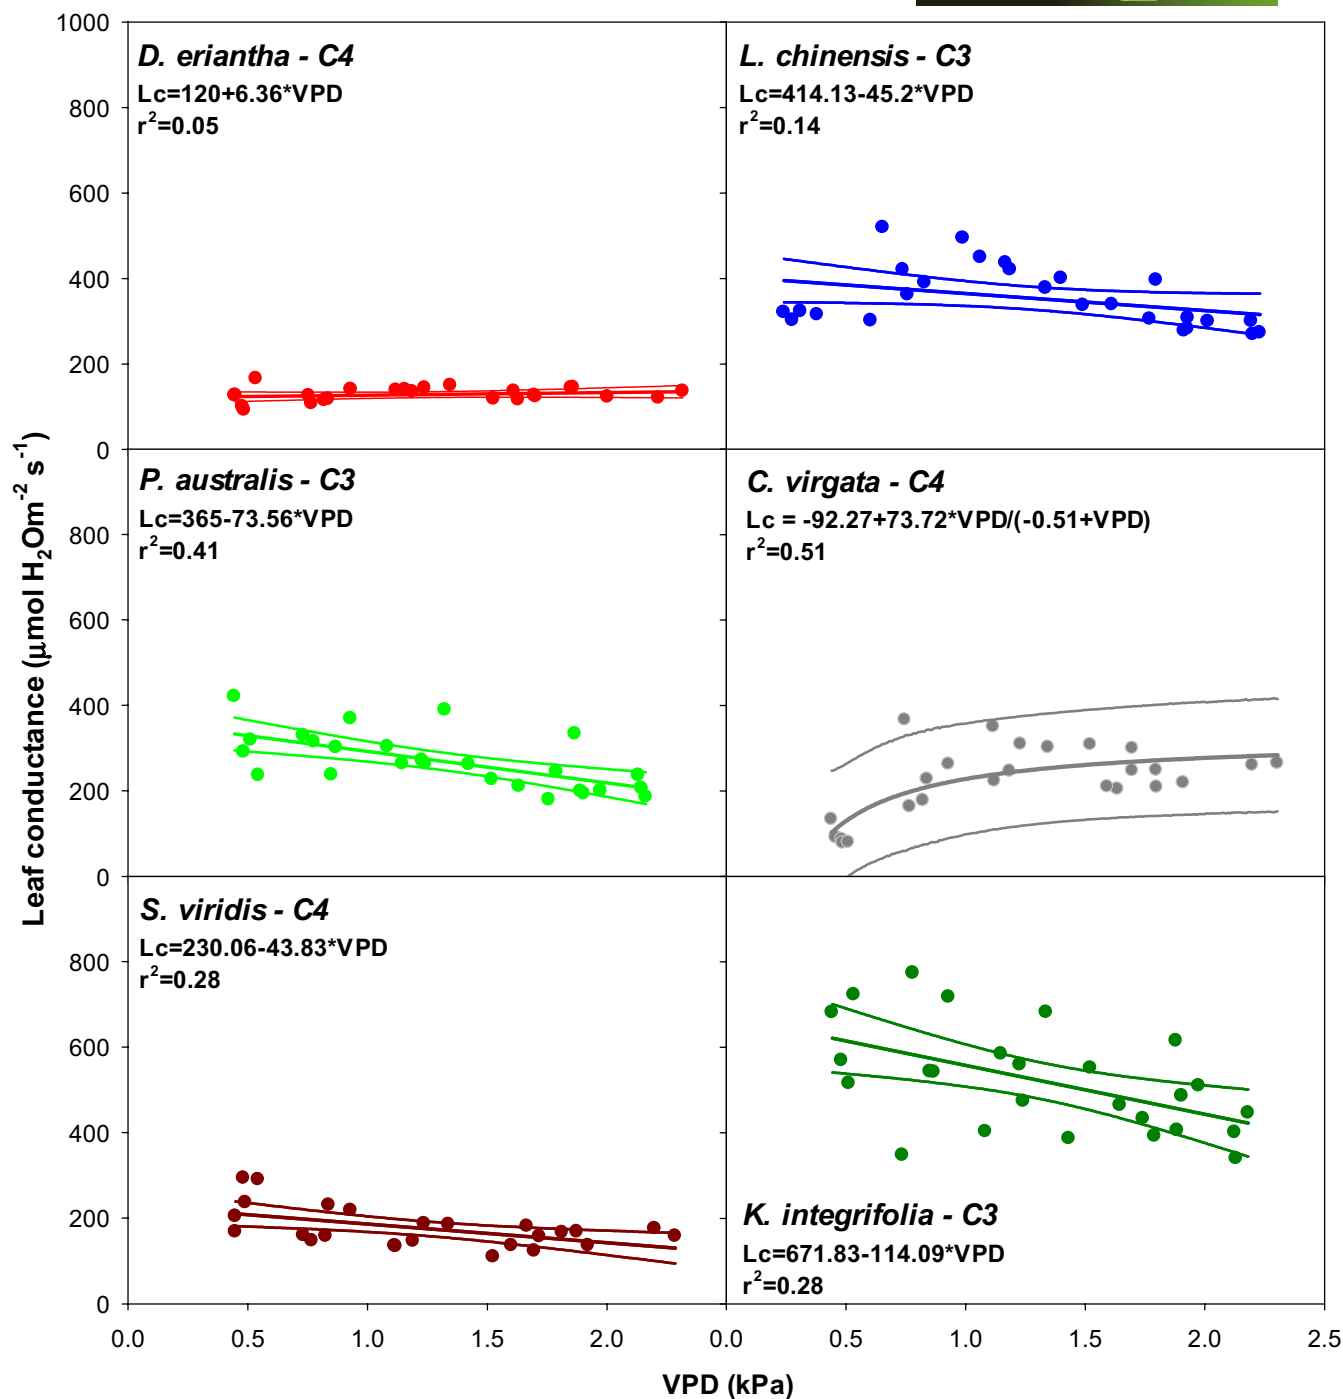 1000
800
600
400
200
0
800
600
400
200
0
800
600
400
200
0
Leaf conductance (μmol H₂Om⁻² s⁻¹)
D. eriantha - C4
Lc=120+6.36*VPD
r²=0.05
L. chinensis - C3
Lc=414.13-45.2*VPD
r²=0.14
P. australis - C3
Lc=365-73.56*VPD
r²=0.41
C. virgata - C4
Lc = -92.27+73.72*VPD/(-0.51+VPD)
r²=0.51
S. viridis - C4
Lc=230.06-43.83*VPD
r²=0.28
K. integrifolia - C3
Lc=671.83-114.09*VPD
r²=0.28
0.0 0.5 1.0 1.5 2.0 0.0 0.5 1.0 1.5 2.0 2.5
VPD (kPa)